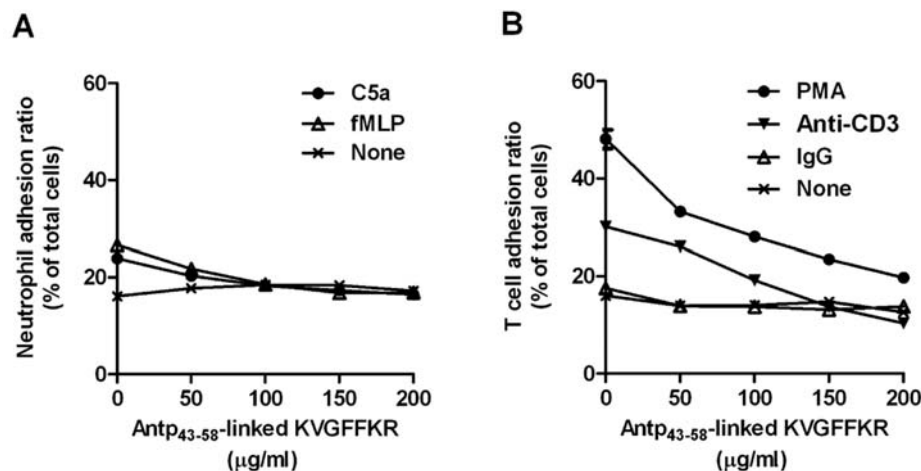 A
Neutrophil adhesion ratio
(% of total cells)
60
40
20
0
C5a
fMLP
None
0 50 100 150 200
Antp43-58-linked KVGFFKR
(μg/ml)
B
T cell adhesion ratio
(% of total cells)
60
40
20
0
PMA
Anti-CD3
IgG
None
0 50 100 150 200
Antp43-58-linked KVGFFKR
(μg/ml)